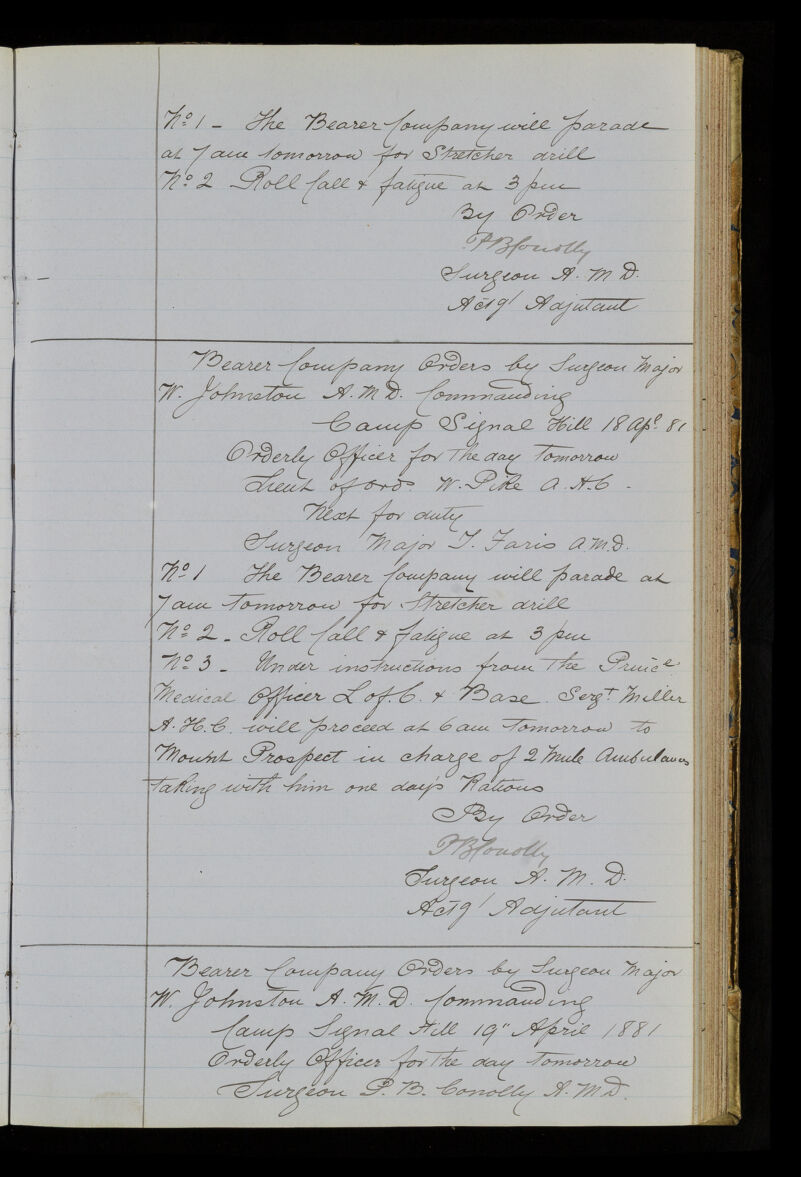 No 1 - The Bearer Company will parade
at 7 am tomorrow for Stretcher drill
No 2 Roll Call & fatigue at 3 pm
By Order
P B Conolly
Surgeon A. M. D.
Actg Adjutant
Bearer Company Orders by Surgeon Major
W. Johnston A. M. D. Commanding
Camp Signal Hill 18 Apl. 81
Orderly Officer for the day tomorrow
Lieut of Ords. W. Pike A. H. C.
Next for duty
Surgeon Major T. Faris A. M. D.
No 1 The Bearer Company will parade at
7 am tomorrow for Stretcher drill
No 2 - Roll Call & fatigue at 3 pm
No 3 - Under instructions from the
Medical Officer L of. C. & Base. Sergt Miller
A. H. C. will proceed at 6 am tomorrow to
Mount Prospect in charge of 2 Mule Ambulances
taking with him one day's Rations
By Order
P B Conolly
Surgeon A. M. D.
Actg Adjutant
Bearer Company Orders by Surgeon Major
W. Johnston A. M. D. Commanding
Camp Signal Hill 19" April 1881
Orderly Officer for the day tomorrow
Surgeon P. B. Conolly A. M. D.